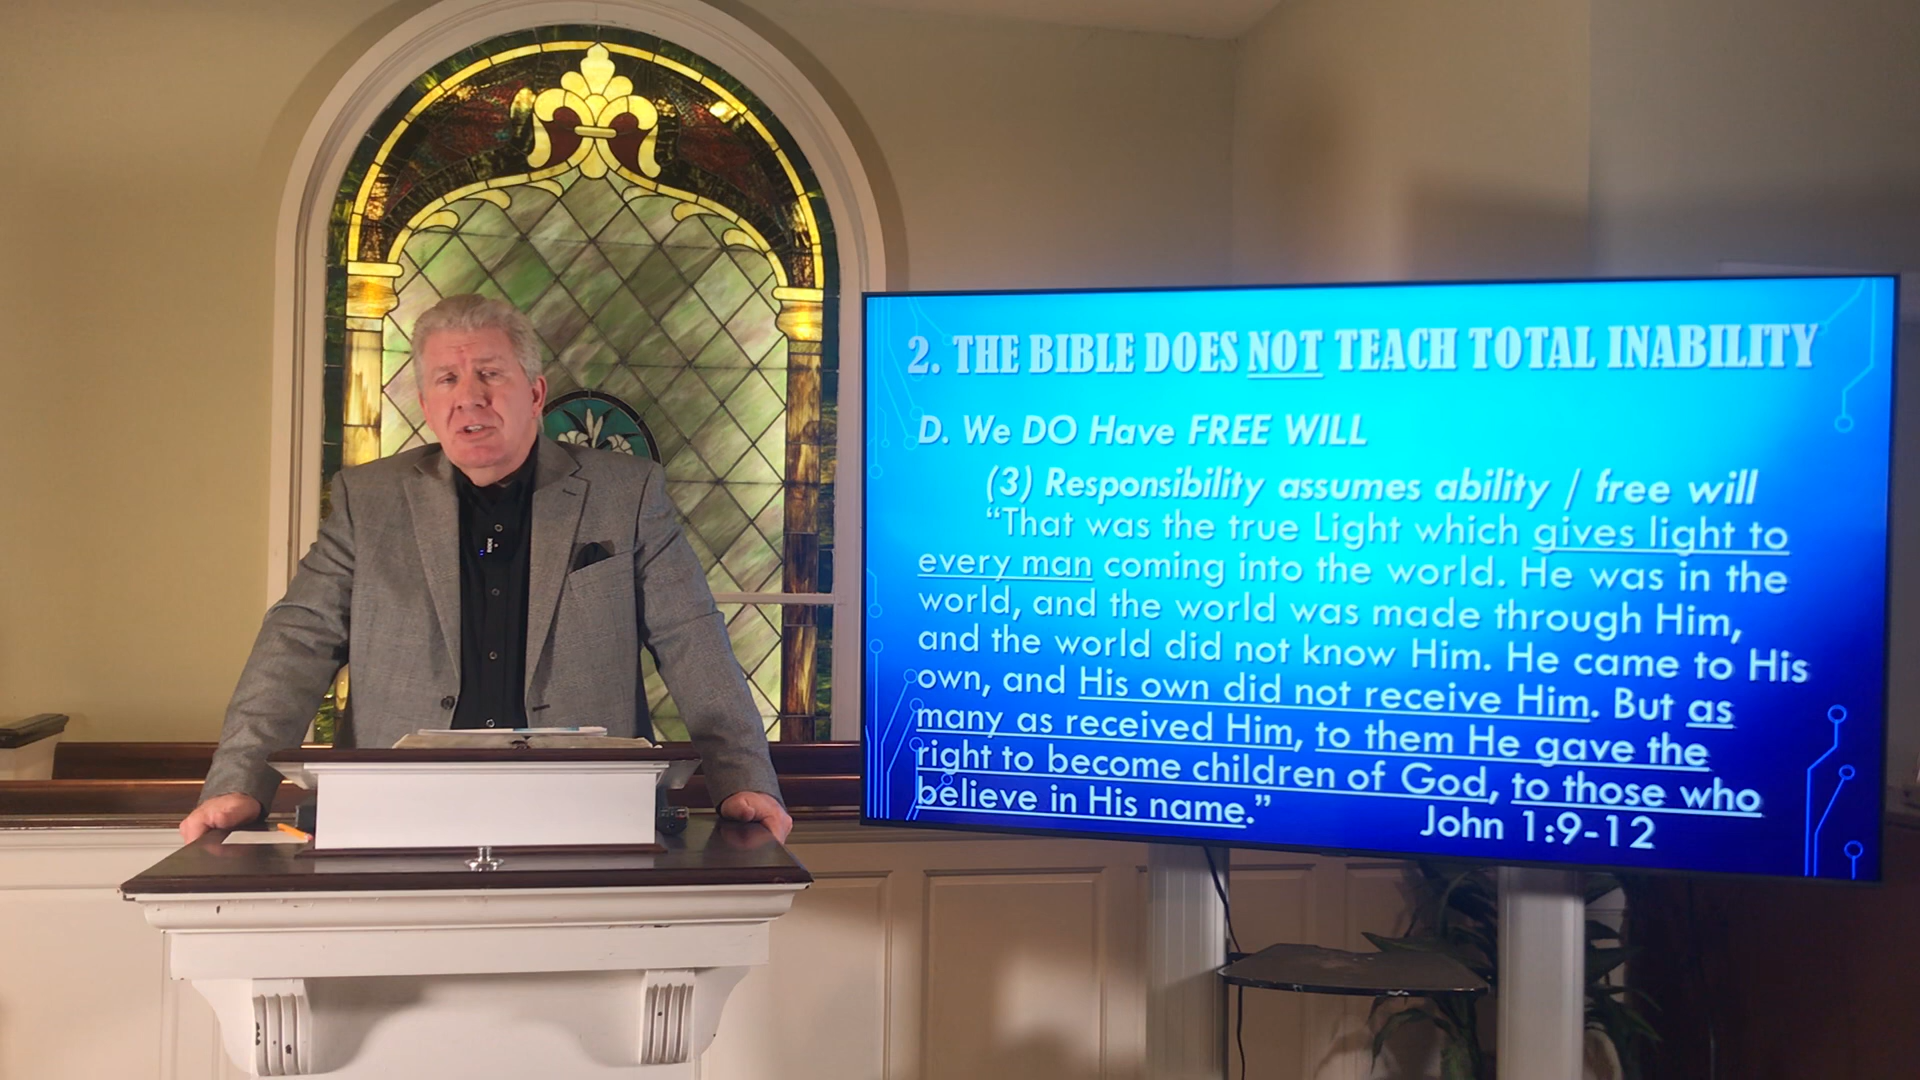 2. THE BIBLE DOES NOT TEACH TOTAL INABILITY
D. We DO Have FREE WILL
(3) Responsibility assumes ability / free will
“That was the true Light which gives light to
every man coming into the world. He was in the
world, and the world was made through Him,
and the world did not know Him. He came to His
own, and His own did not receive Him. But as
many as received Him, to them He gave the
right to become children of God, to those who
believe in His name.”
John 1:9-12